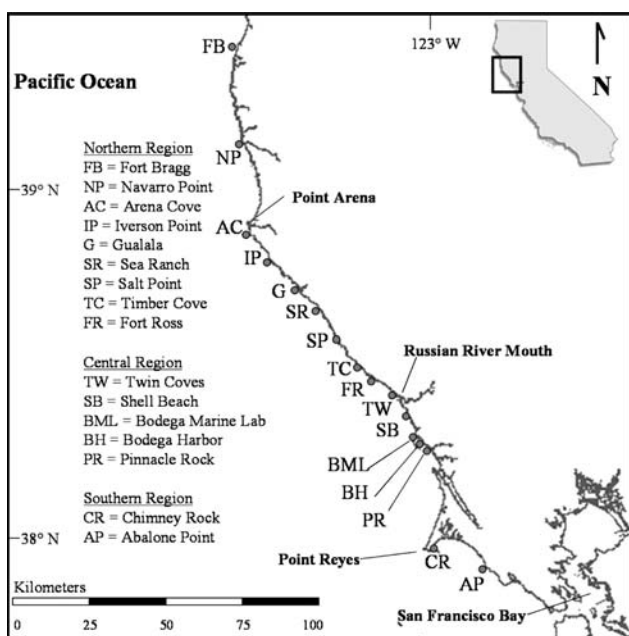 123° W
FB
Pacific Ocean
N
NP
Northern Region
FB = Fort Bragg
NP = Navarro Point
AC = Arena Cove
IP = Iverson Point
G = Gualala
SR = Sea Ranch
SP = Salt Point
TC = Timber Cove
FR = Fort Ross
39° N
Point Arena
AC
IP
G
SR
SP
Russian River Mouth
TC
FR
TW
SB
Central Region
TW = Twin Coves
SB = Shell Beach
BML = Bodega Marine Lab
BH = Bodega Harbor
PR = Pinnacle Rock
BML
BH
PR
Southern Region
CR = Chimney Rock
AP = Abalone Point
38° N
Point Reyes
CR
AP
San Francisco Bay
Kilometers
0 25 50 75 100